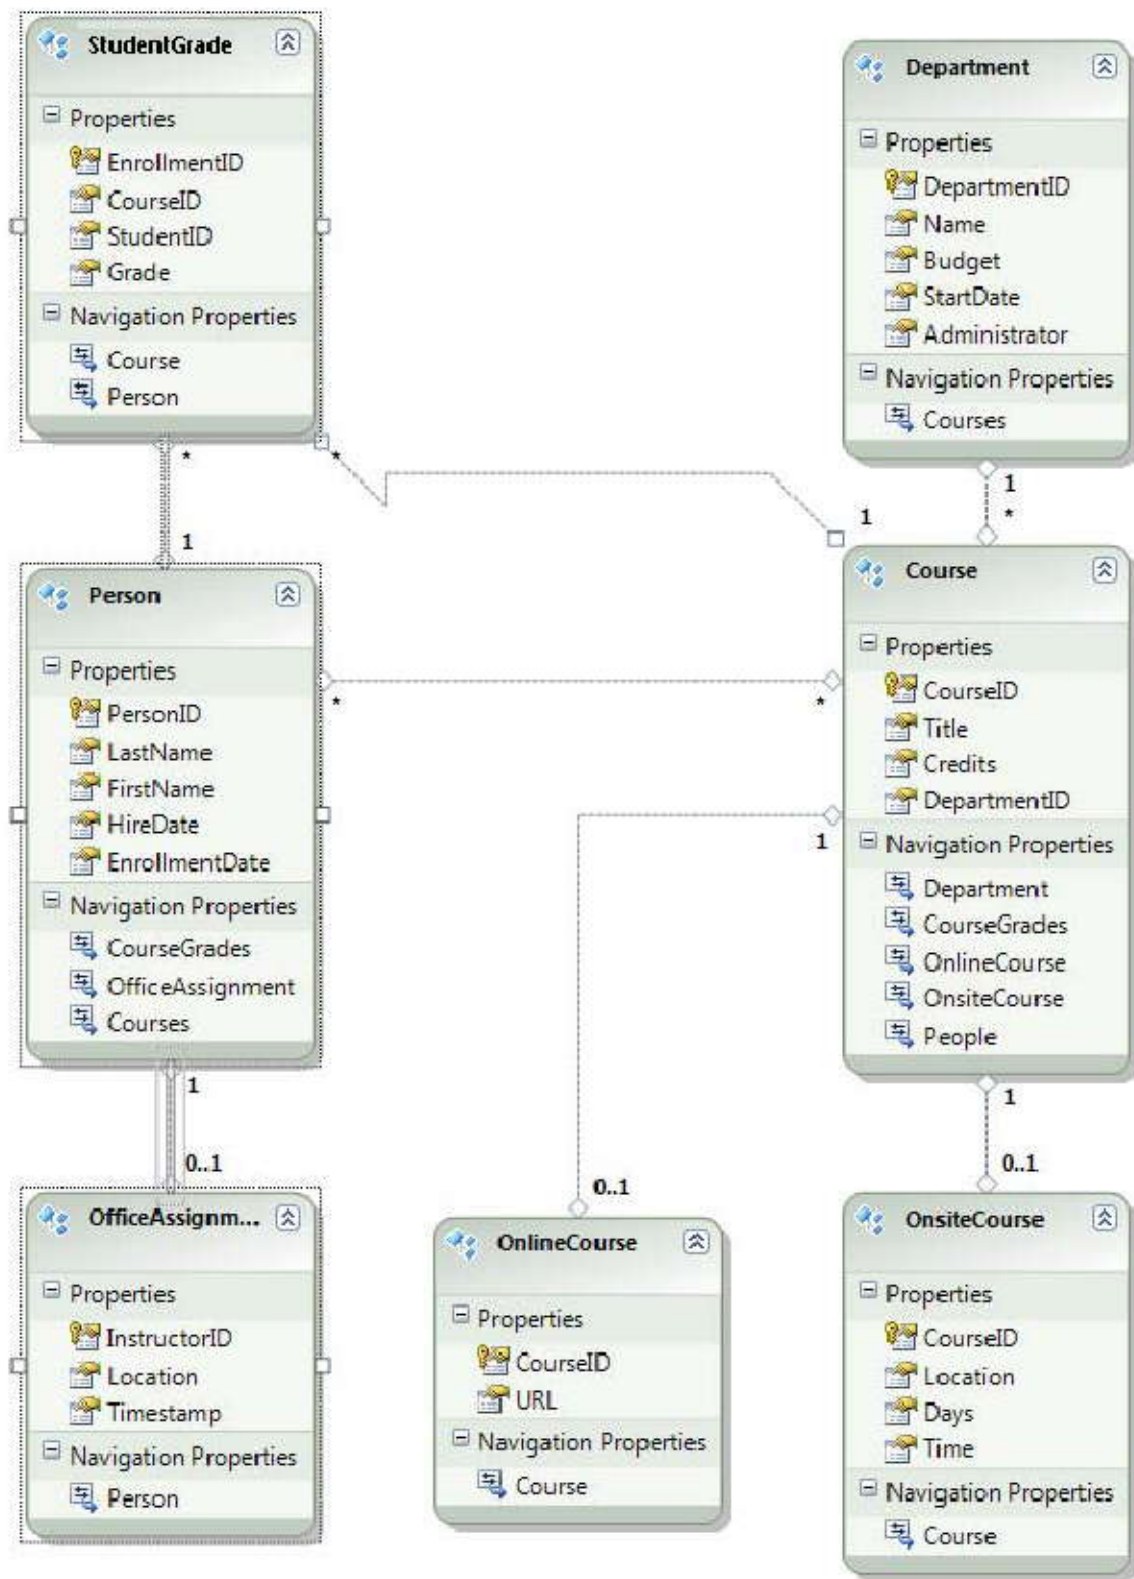 StudentGrade
Properties
EnrollmentID
CourseID
StudentID
Grade
Navigation Properties
Course
Person
*
*
1
1
Department
Properties
DepartmentID
Name
Budget
StartDate
Administrator
Navigation Properties
Courses
1
*
Person
Properties
PersonID
LastName
FirstName
HireDate
EnrollmentDate
Navigation Properties
CourseGrades
OfficeAssignment
Courses
*
*
1
0..1
Course
Properties
CourseID
Title
Credits
DepartmentID
Navigation Properties
Department
CourseGrades
OnlineCourse
OnsiteCourse
People
1
0..1
1
0..1
OfficeAssignm...
Properties
InstructorID
Location
Timestamp
Navigation Properties
Person
OnlineCourse
Properties
CourseID
URL
Navigation Properties
Course
OnsiteCourse
Properties
CourseID
Location
Days
Time
Navigation Properties
Course